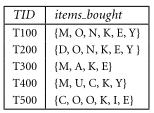 TID items_bought
T100 {M, O, N, K, E, Y}
T200 {D, O, N, K, E, Y }
T300 {M, A, K, E}
T400 {M, U, C, K, Y}
T500 {C, O, O, K, I, E}